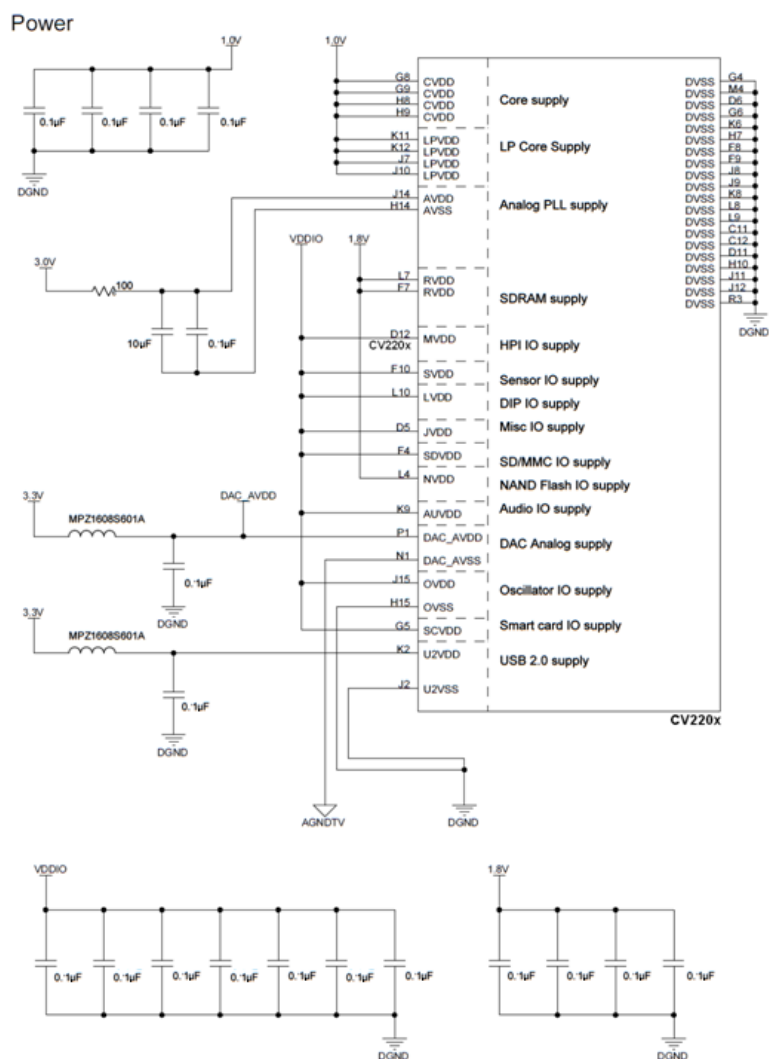 Power
1.0V
0.1µF 0.1µF 0.1µF 0.1µF
DGND
1.0V
G8 CVDD
G9 CVDD
H8 CVDD
H9 CVDD
Core supply
K11 LPVDD
K12 LPVDD
J7 LPVDD
J10 LPVDD
LP Core Supply
J14 AVDD
H14 AVSS
Analog PLL supply
3.0V
100
10µF 0.1µF
VDDIO
1.8V
L7 RVDD
F7 RVDD
SDRAM supply
D12 MVDD
CV220x
HPI IO supply
F10 SVDD
Sensor IO supply
L10 LVDD
DIP IO supply
D5 JVDD
Misc IO supply
F4 SDVDD
SD/MMC IO supply
L4 NVDD
NAND Flash IO supply
K9 AUVDD
Audio IO supply
P1 DAC_AVDD
N1 DAC_AVSS
DAC Analog supply
J15 OVDD
H15 OVSS
Oscillator IO supply
G5 SCVDD
Smart card IO supply
K2 U2VDD
J2 U2VSS
USB 2.0 supply
DVSS G4
DVSS M4
DVSS D6
DVSS G6
DVSS K6
DVSS H7
DVSS F8
DVSS F9
DVSS J8
DVSS J9
DVSS K8
DVSS L8
DVSS L9
DVSS C11
DVSS C12
DVSS D11
DVSS H10
DVSS J11
DVSS J12
DVSS R3
DGND
CV220x
3.3V
MPZ1608S601A
DAC_AVDD
0.1µF
DGND
3.3V
MPZ1608S601A
0.1µF
DGND
AGNDTV
DGND
VDDIO
0.1µF 0.1µF 0.1µF 0.1µF 0.1µF 0.1µF 0.1µF
DGND
1.8V
0.1µF 0.1µF 0.1µF 0.1µF
DGND